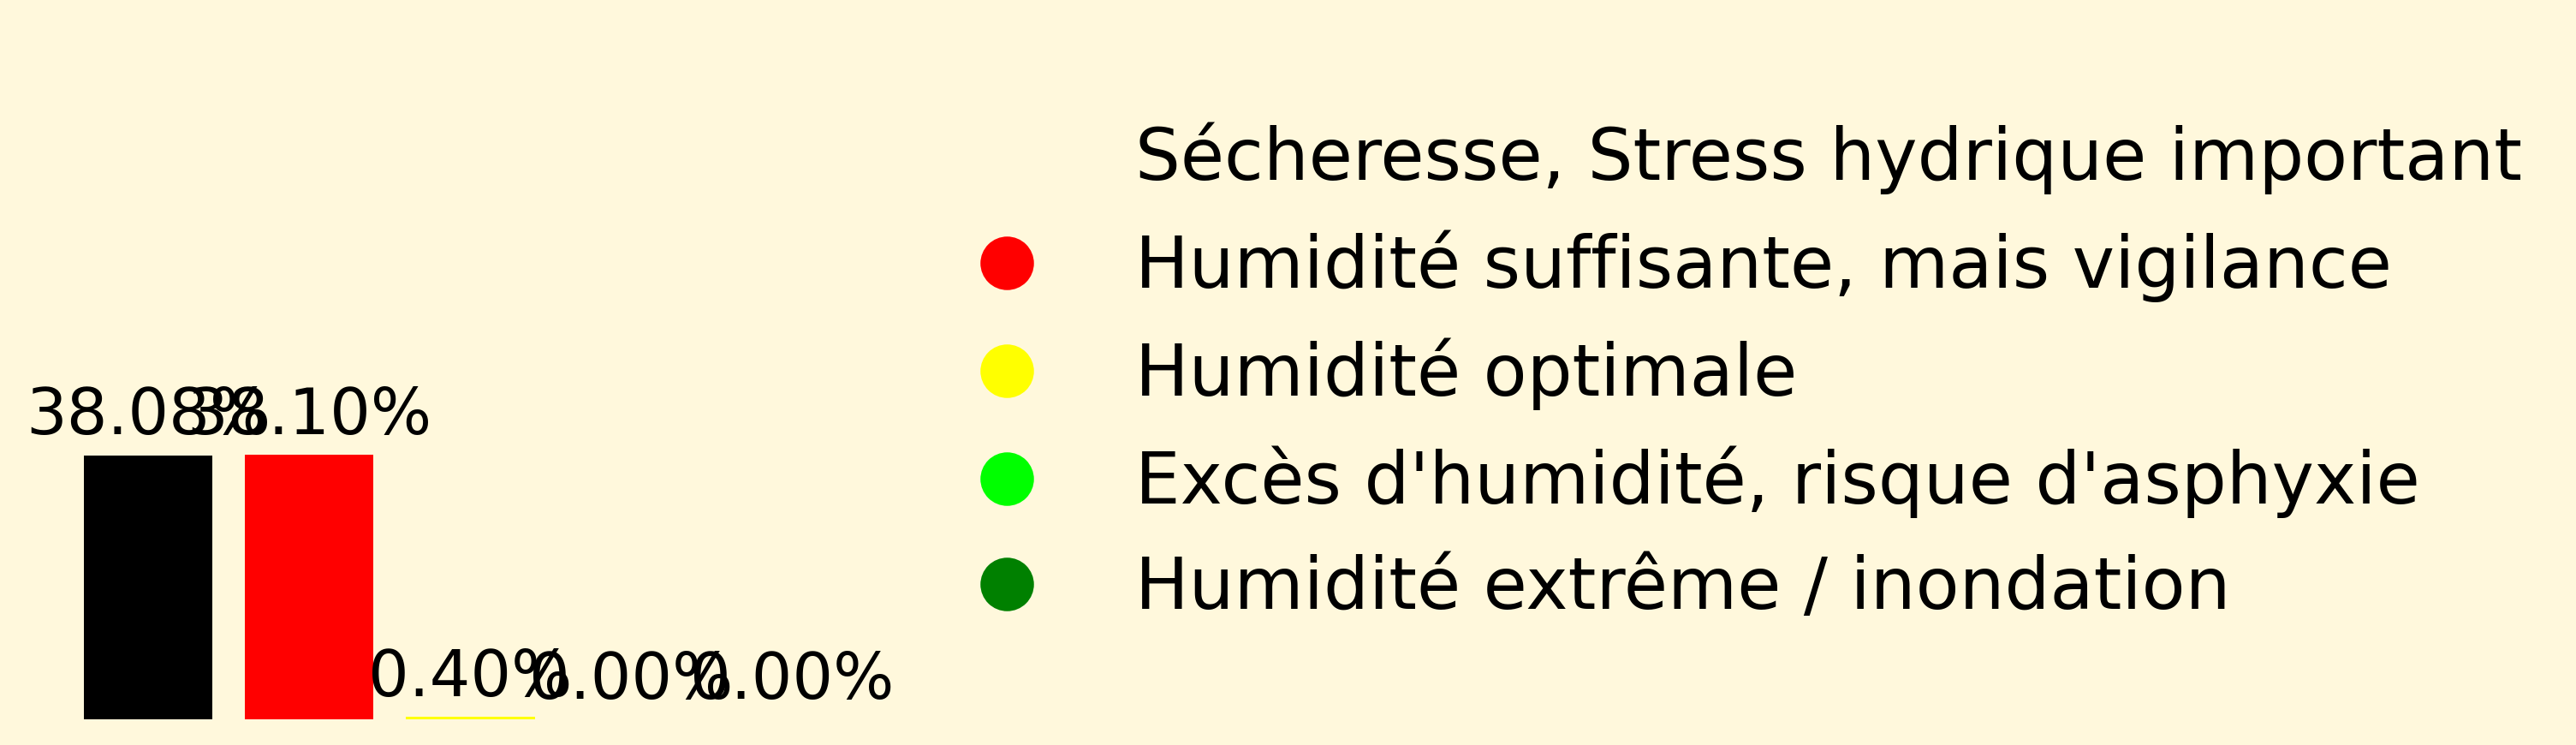 Sécheresse, Stress hydrique important
Humidité suffisante, mais vigilance
Humidité optimale
Excès d'humidité, risque d'asphyxie
Humidité extrême / inondation
38.08% 38.10%
0.40% 0.00% 0.00%